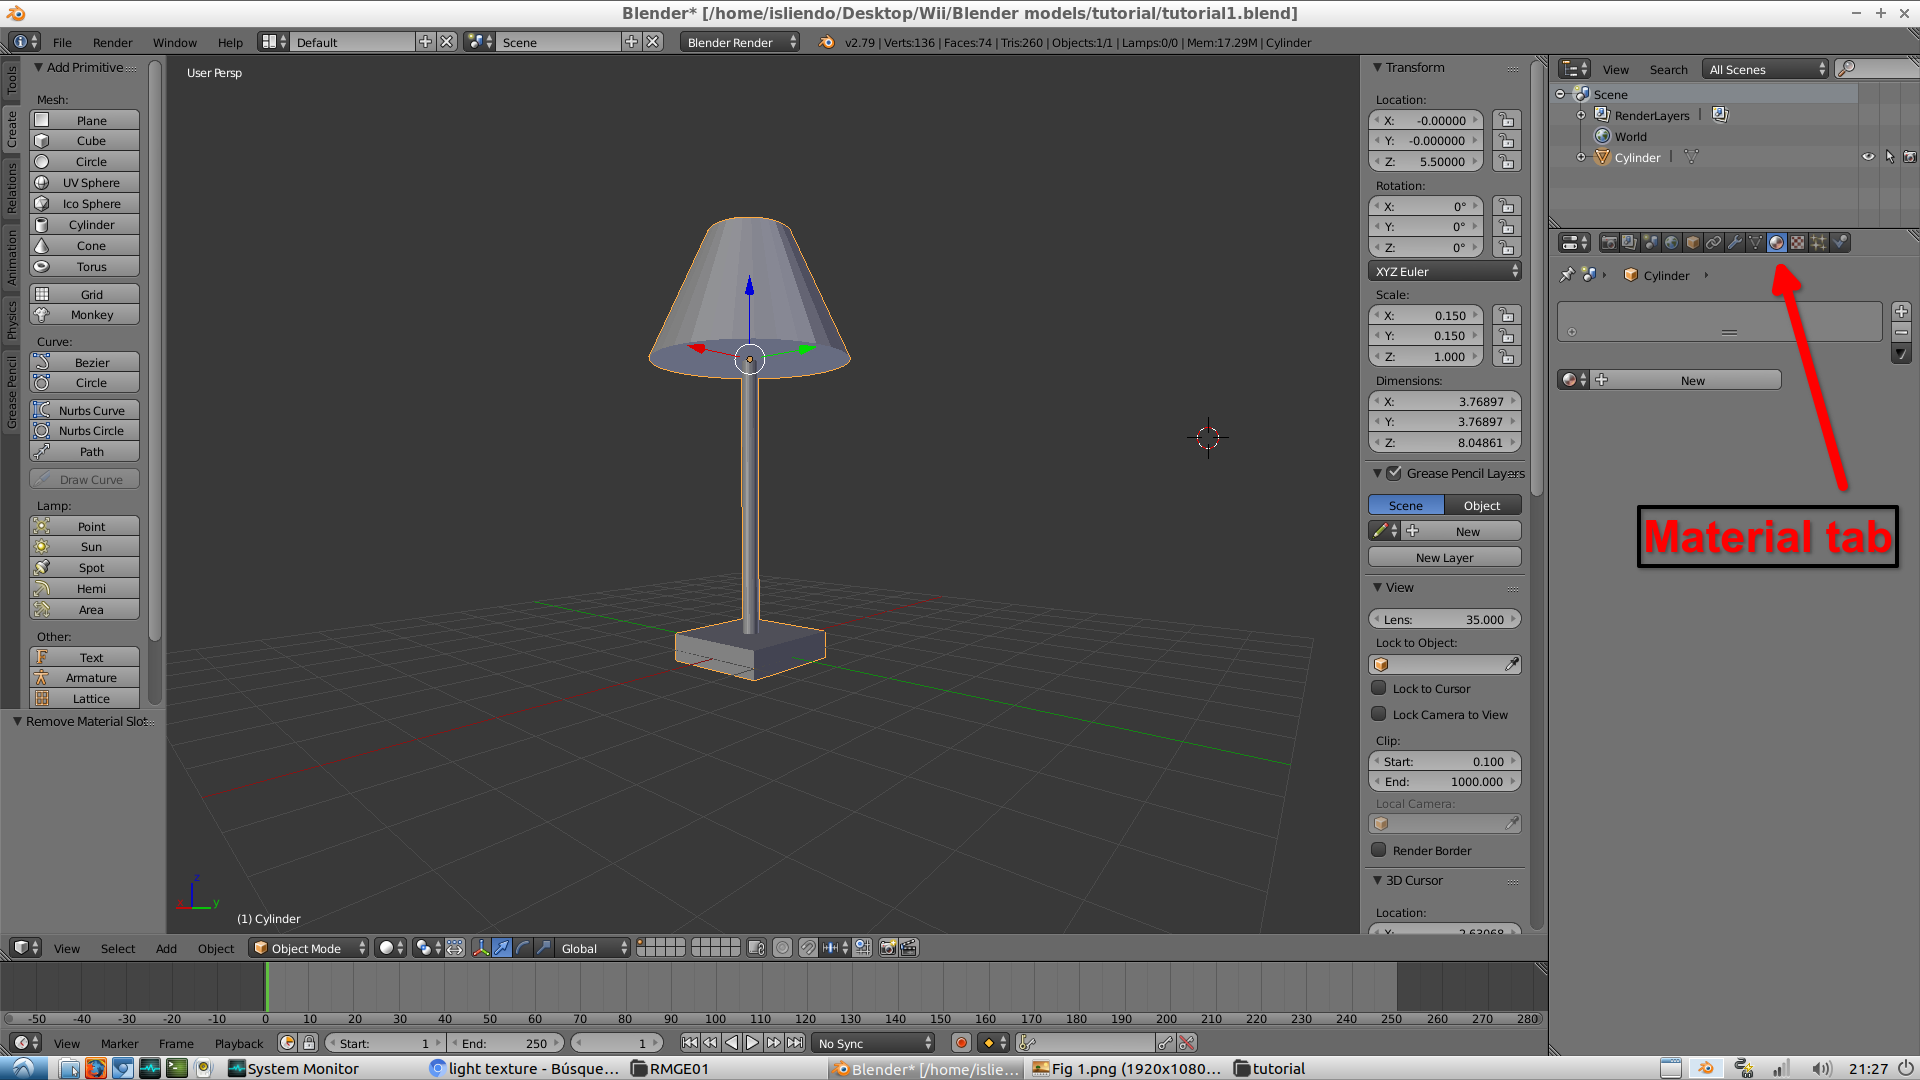 Blender* [/home/isliendo/Desktop/Wii/Blender models/tutorial/tutorial1.blend]
File Render Window Help Default Scene Blender Render v2.79 | Verts:136 | Faces:74 | Tris:260 | Objects:1/1 | Lamps:0/0 | Mem:17.29M | Cylinder
Tools
Create
Relations
Animation
Physics
Grease Pencil
Add Primitive
Mesh:
Plane
Cube
Circle
UV Sphere
Ico Sphere
Cylinder
Cone
Torus
Grid
Monkey
Curve:
Bezier
Circle
Nurbs Curve
Nurbs Circle
Path
Draw Curve
Lamp:
Point
Sun
Spot
Hemi
Area
Other:
Text
Armature
Lattice
Remove Material Slot
User Persp
z
x y
(1) Cylinder
Transform
Location:
X: -0.00000
Y: -0.000000
Z: 5.50000
Rotation:
X: 0°
Y: 0°
Z: 0°
XYZ Euler
Scale:
X: 0.150
Y: 0.150
Z: 1.000
Dimensions:
X: 3.76897
Y: 3.76897
Z: 8.04861
Grease Pencil Layers
Scene Object
New
New Layer
View
Lens: 35.000
Lock to Object:
Lock to Cursor
Lock Camera to View
Clip:
Start: 0.100
End: 1000.000
Local Camera:
Render Border
3D Cursor
Location:
X: 2.63068
View Search All Scenes
Scene
RenderLayers |
World
Cylinder |
Cylinder
New
Material tab
View Select Add Object Object Mode Global
-50 -40 -30 -20 -10 0 10 20 30 40 50 60 70 80 90 100 110 120 130 140 150 160 170 180 190 200 210 220 230 240 250 260 270 280
View Marker Frame Playback Start: 1 End: 250 1 No Sync
System Monitor light texture - Búsque... RMGE01 Blender* [/home/islie... Fig 1.png (1920x1080... tutorial 21:27